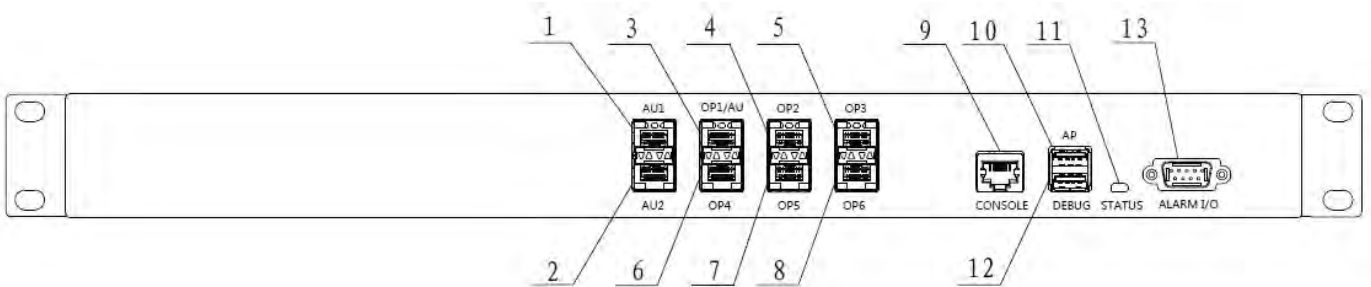 1 3 4 5 9 10 11 13
AU1 OP1/AU OP2 OP3
AP
AU2 OP4 OP5 OP6 CONSOLE DEBUG STATUS ALARM I/O
2 6 7 8 12